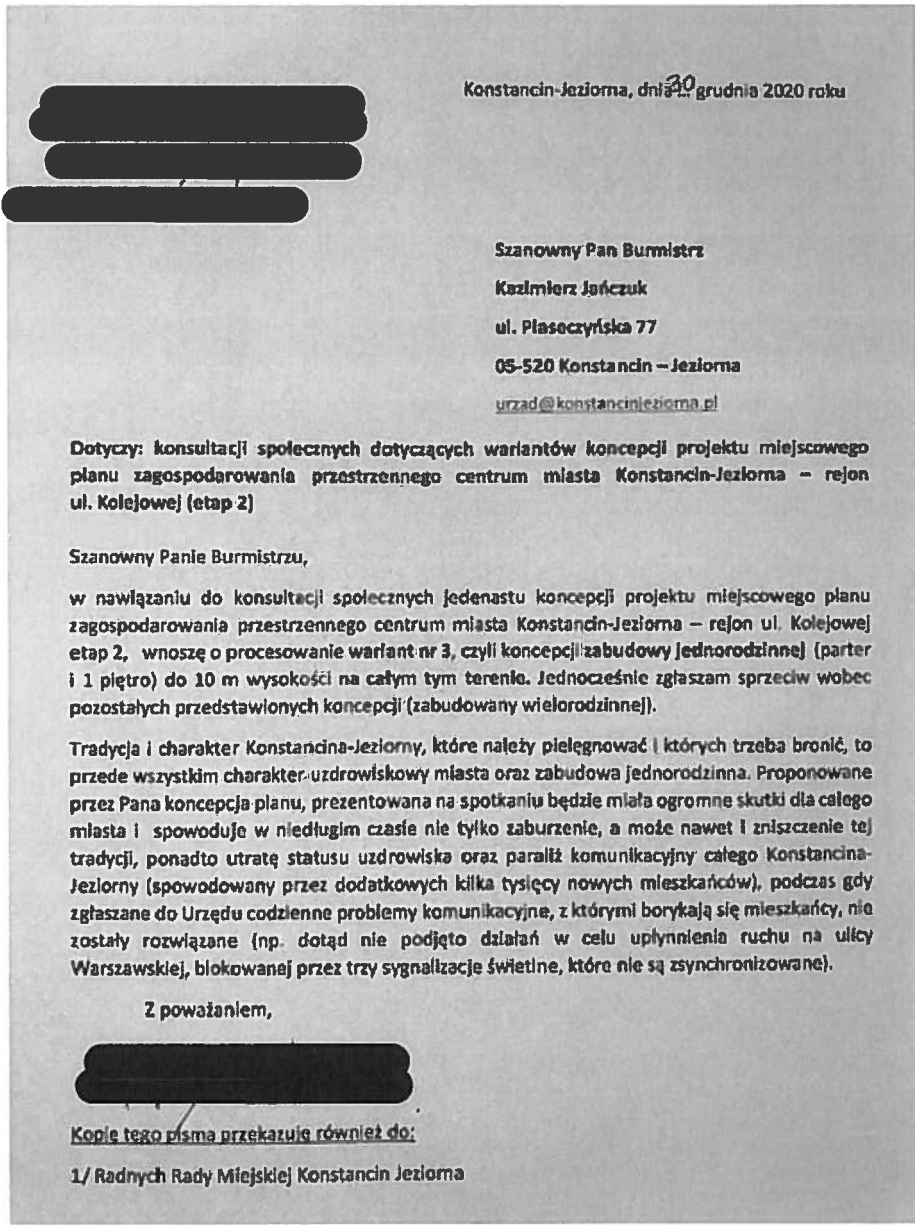 Konstancin-Jeziorna, dnia 30 grudnia 2020 roku
Szanowny Pan Burmistrz
Kazimierz Jańczuk
ul. Piaseczyńska 77
05-520 Konstancin – Jeziorna
urzad@konstancinjeziorna.pl
Dotyczy: konsultacji społecznych dotyczących wariantów koncepcji projektu miejscowego
planu zagospodarowania przestrzennego centrum miasta Konstancin-Jeziorna – rejon
ul. Kolejowej (etap 2)
Szanowny Panie Burmistrzu,
w nawiązaniu do konsultacji społecznych jedenastu koncepcji projektu miejscowego planu
zagospodarowania przestrzennego centrum miasta Konstancin-Jeziorna – rejon ul. Kolejowej
etap 2, wnoszę o procesowanie wariant nr 3, czyli koncepcji zabudowy jednorodzinnej (parter
i 1 piętro) do 10 m wysokości na całym tym terenie. Jednocześnie zgłaszam sprzeciw wobec
pozostałych przedstawionych koncepcji (zabudowany wielorodzinnej).
Tradycja i charakter Konstancina-Jeziorny, które należy pielęgnować i których trzeba bronić, to
przede wszystkim charakter uzdrowiskowy miasta oraz zabudowa jednorodzinna. Proponowane
przez Pana koncepcja planu, prezentowana na spotkaniu będzie miała ogromne skutki dla całego
miasta i spowoduje w niedługim czasie nie tylko zaburzenie, a może nawet i zniszczenie tej
tradycji, ponadto utratę statusu uzdrowiska oraz paraliż komunikacyjny całego Konstancina-
Jeziorny (spowodowany przez dodatkowych kilka tysięcy nowych mieszkańców), podczas gdy
zgłaszane do Urzędu codzienne problemy komunikacyjne, z którymi borykają się mieszkańcy, nie
zostały rozwiązane (np. dotąd nie podjęto działań w celu upłynnienia ruchu na ulicy
Warszawskiej, blokowanej przez trzy sygnalizacje świetlne, które nie są zsynchronizowane).
Z poważaniem,
Kopię tego pisma przekazuję również do:
1/ Radnych Rady Miejskiej Konstancin Jeziorna